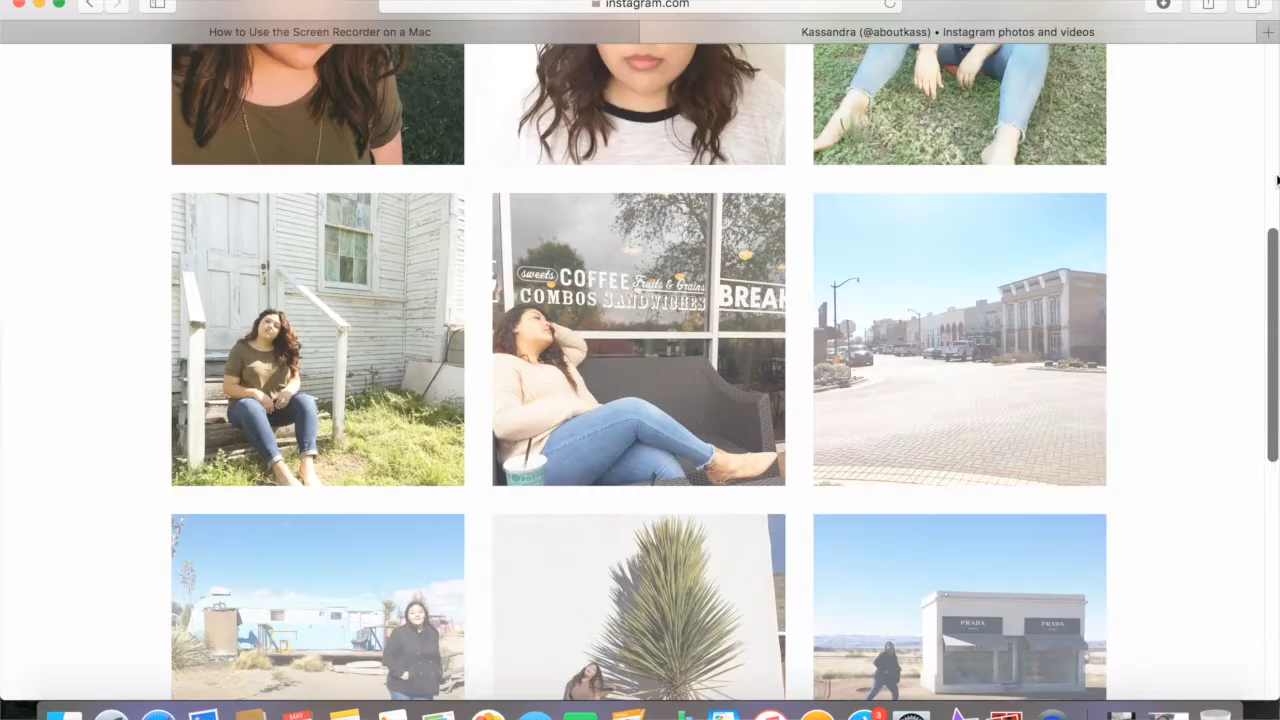 instagram.com
How to Use the Screen Recorder on a Mac
Kassandra (@aboutkass) • Instagram photos and videos
sweets COFFEE Fruits & Grains
COMBOS SANDWICHES
PRADA PRADA
MAY
3